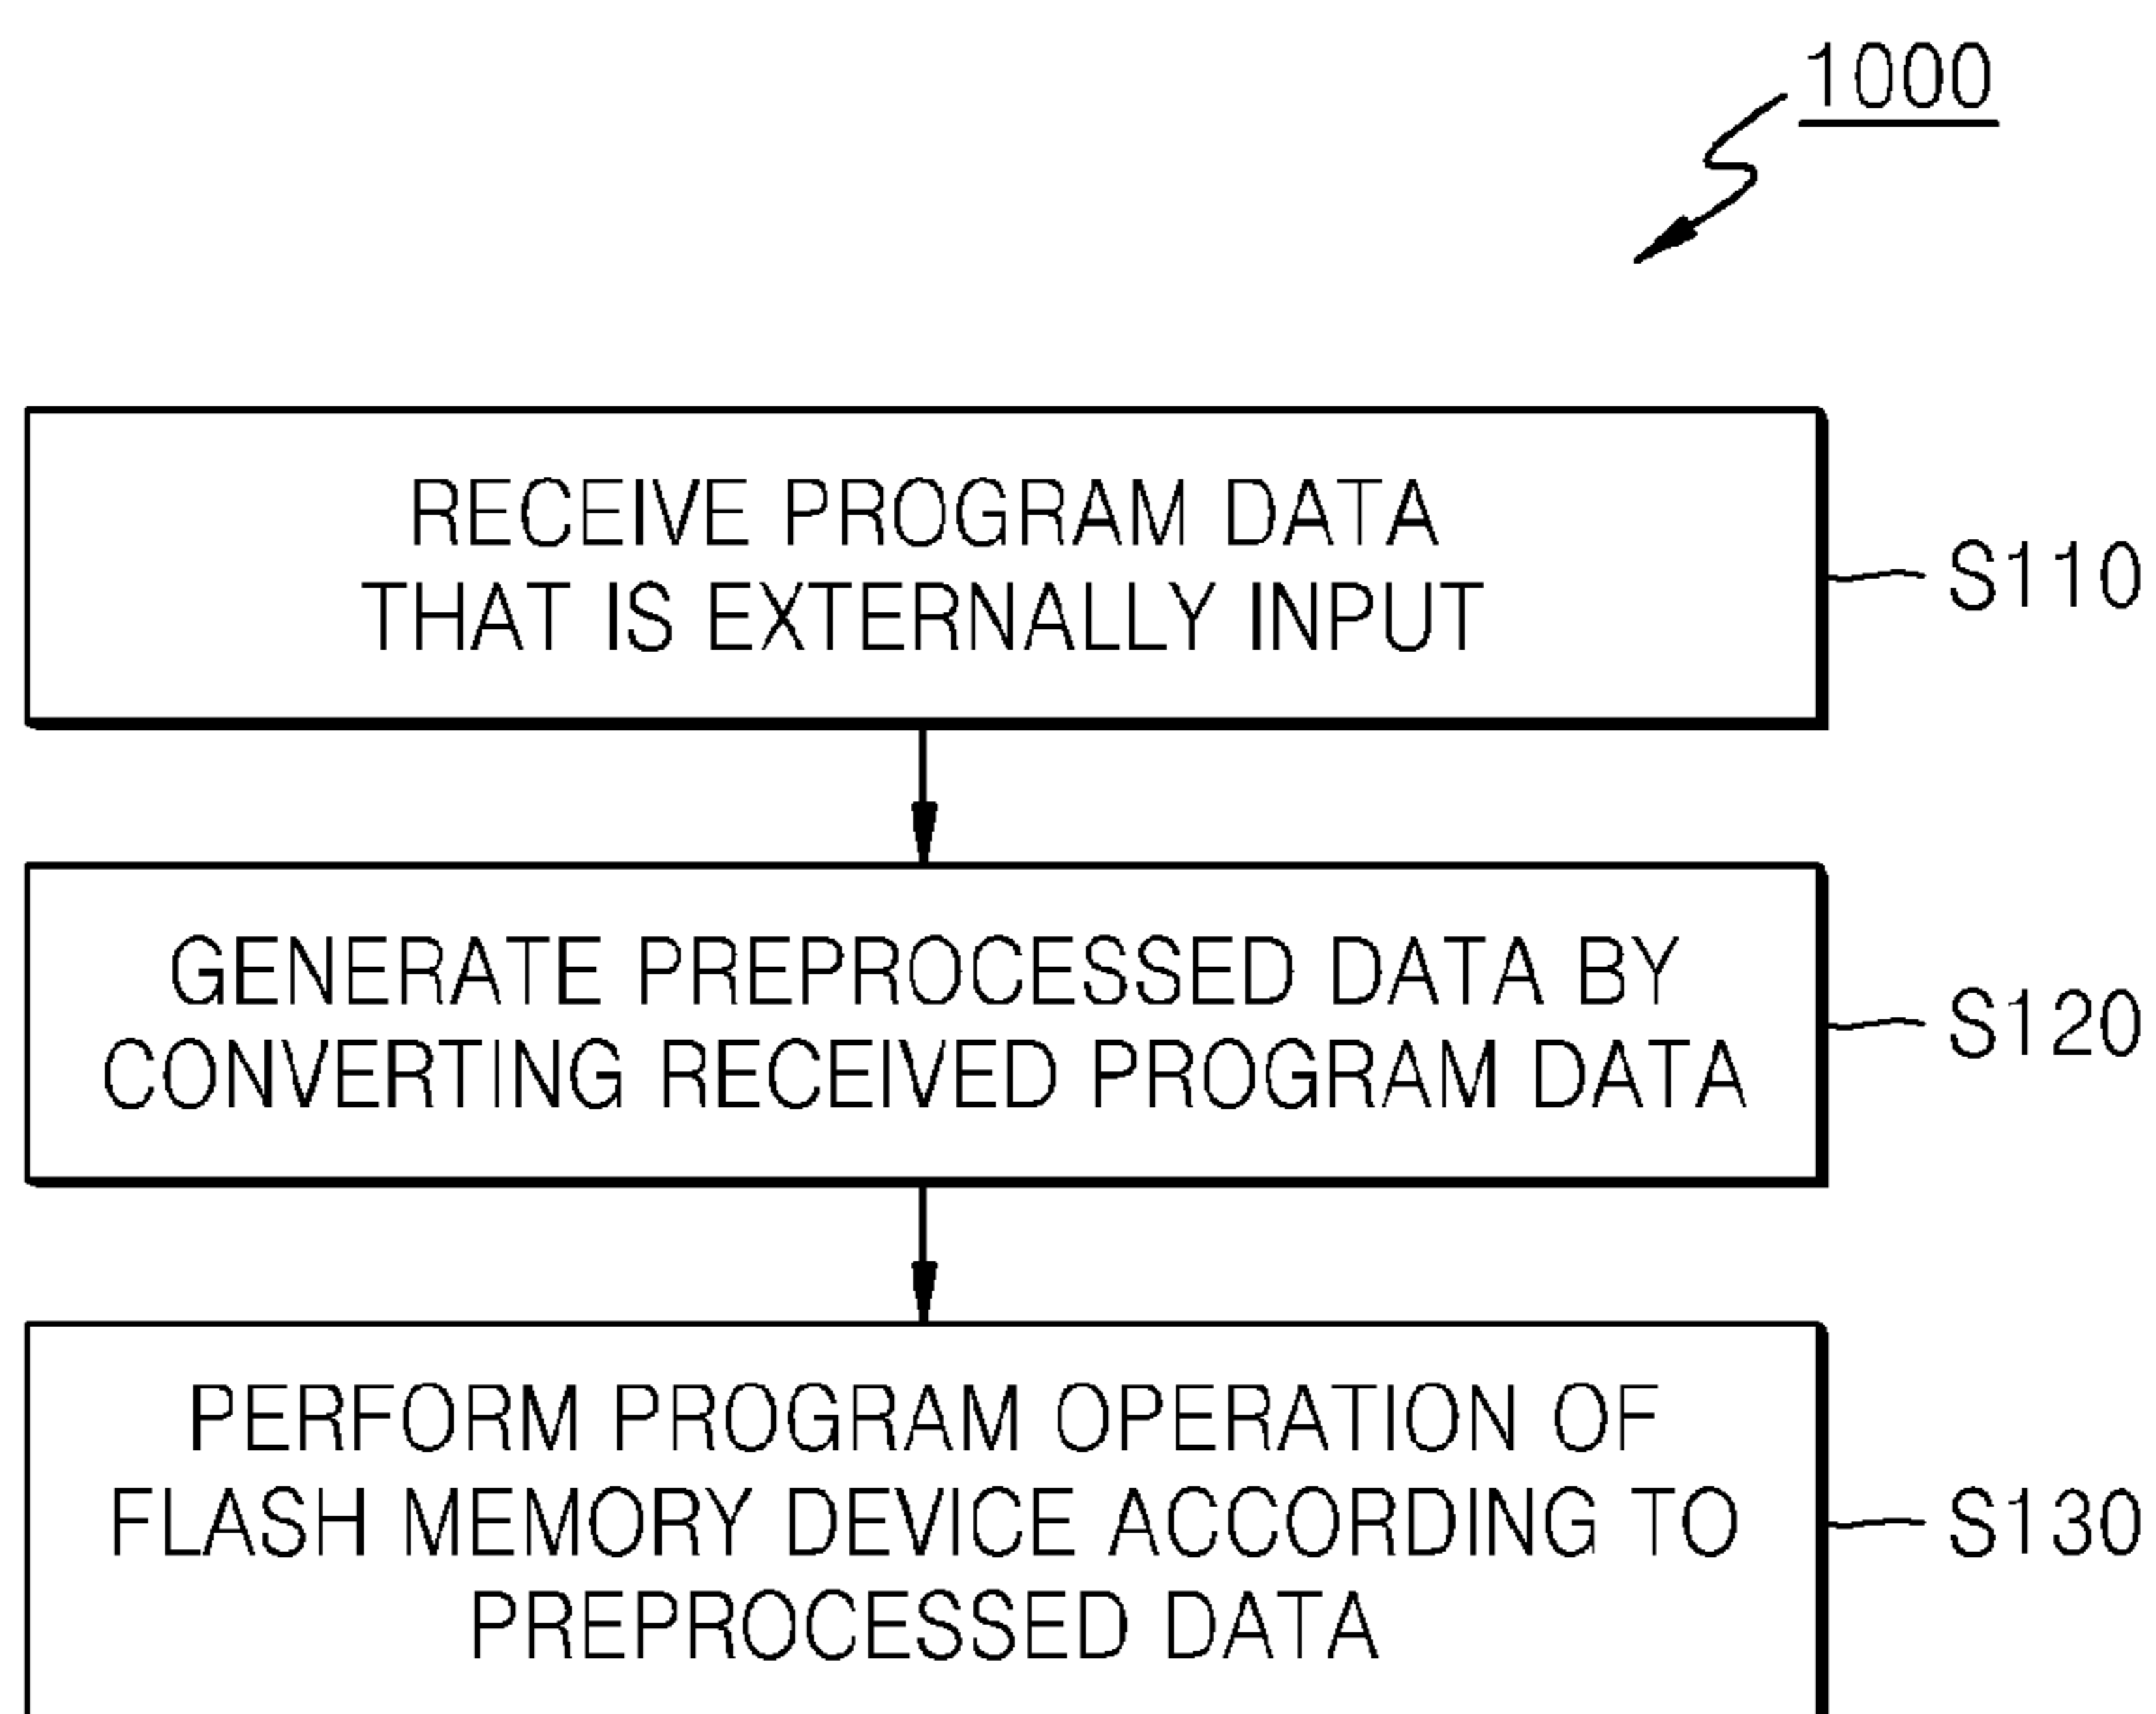 1000
RECEIVE PROGRAM DATA
THAT IS EXTERNALLY INPUT
S110
GENERATE PREPROCESSED DATA BY
CONVERTING RECEIVED PROGRAM DATA
S120
PERFORM PROGRAM OPERATION OF
FLASH MEMORY DEVICE ACCORDING TO
PREPROCESSED DATA
S130